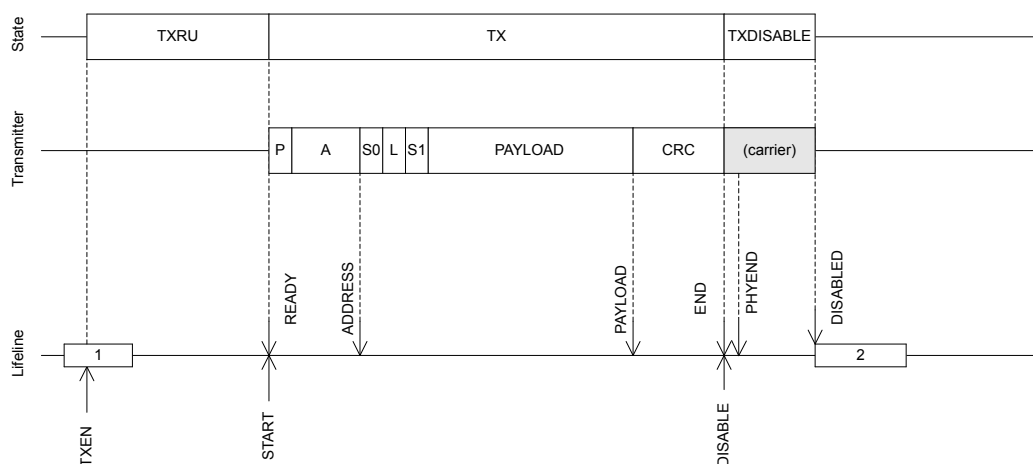 State
TXRU
TX
TXDISABLE
Transmitter
P
A
S0
L
S1
PAYLOAD
CRC
(carrier)
READY
ADDRESS
PAYLOAD
END
PHYEND
DISABLED
Lifeline
1
2
TXEN
START
DISABLE